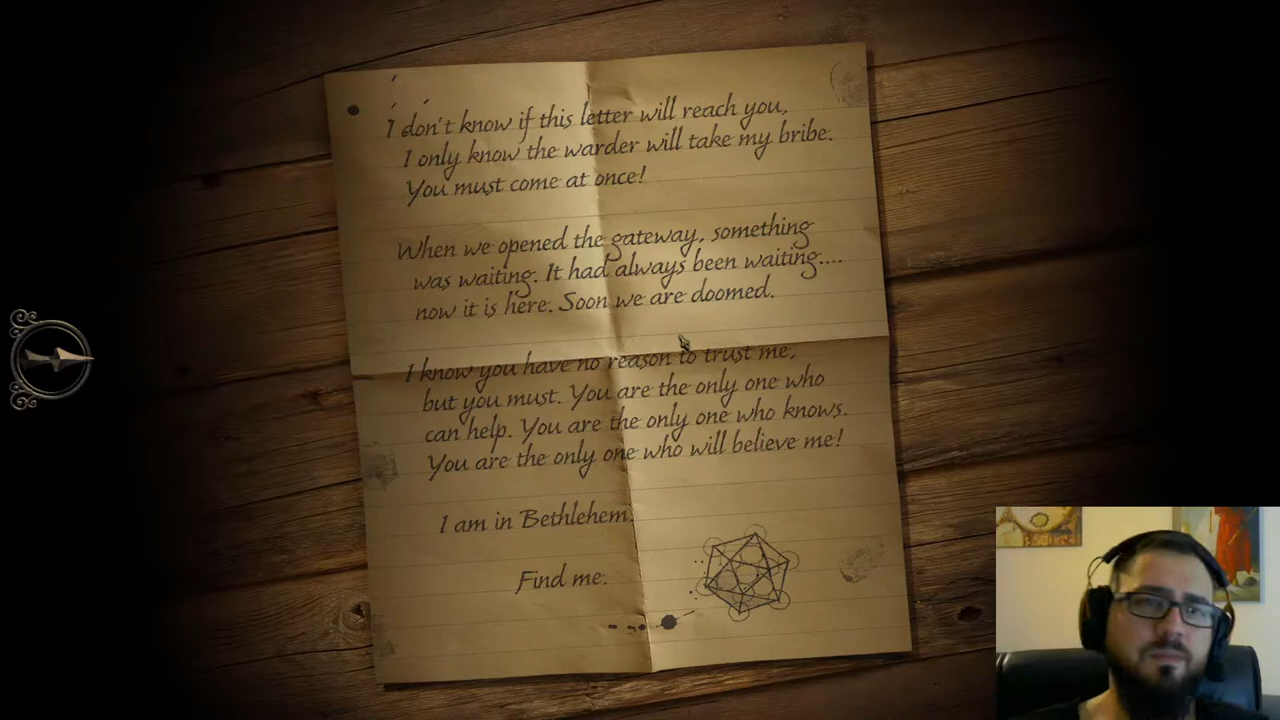 I don't know if this letter will reach you,
I only know the warder will take my bribe.
You must come at once!
When we opened the gateway, something
was waiting. It had always been waiting....
now it is here. Soon we are doomed.
I know you have no reason to trust me,
but you must. You are the only one who
can help. You are the only one who knows.
You are the only one who will believe me!
I am in Bethlehem.
Find me.